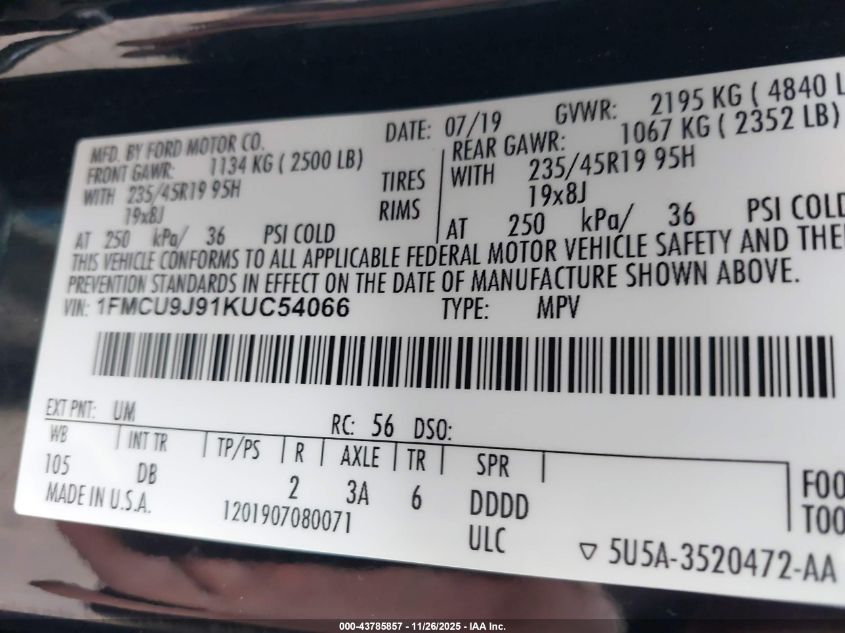 MFD. BY FORD MOTOR CO. DATE: 07/19 GVWR: 2195 KG ( 4840 L
FRONT GAWR: 1134 KG ( 2500 LB) REAR GAWR: 1067 KG ( 2352 LB)
WITH 235/45R19 95H TIRES WITH 235/45R19 95H
19x8J RIMS 19x8J
AT 250 kPa/ 36 PSI COLD AT 250 kPa/ 36 PSI COLD
THIS VEHICLE CONFORMS TO ALL APPLICABLE FEDERAL MOTOR VEHICLE SAFETY AND THE
PREVENTION STANDARDS IN EFFECT ON THE DATE OF MANUFACTURE SHOWN ABOVE.
VIN: 1FMCU9J91KUC54066 TYPE: MPV
EXT PNT: UM RC: 56 DSO:
WB INT TR TP/PS R AXLE TR SPR
105 DB 2 3A 6 DDDD F00
MADE IN U.S.A. 1201907080071 ULC T00
5U5A-3520472-AA
000-43785857 - 11/26/2025 - IAA Inc.